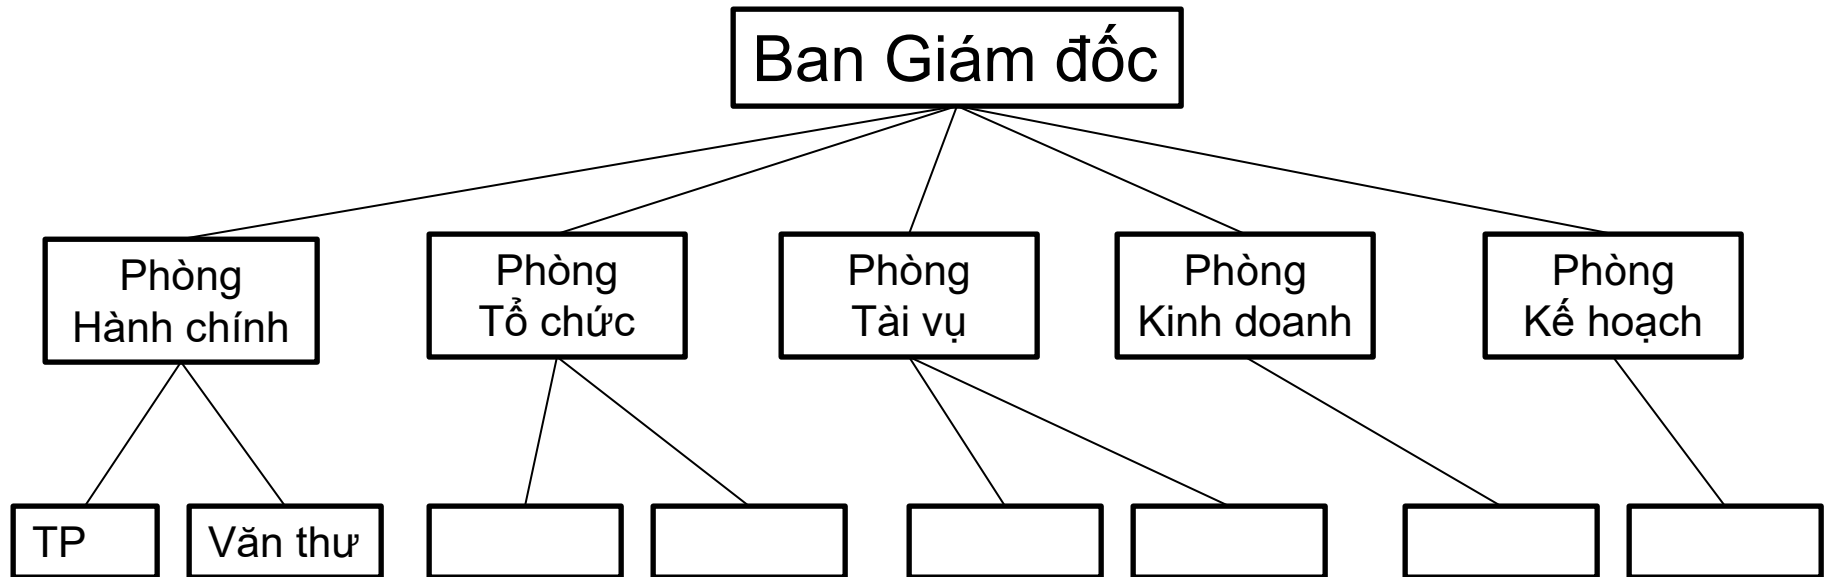 Ban Giám đốc
Phòng
Hành chính
Phòng
Tổ chức
Phòng
Tài vụ
Phòng
Kinh doanh
Phòng
Kế hoạch
TP
Văn thư